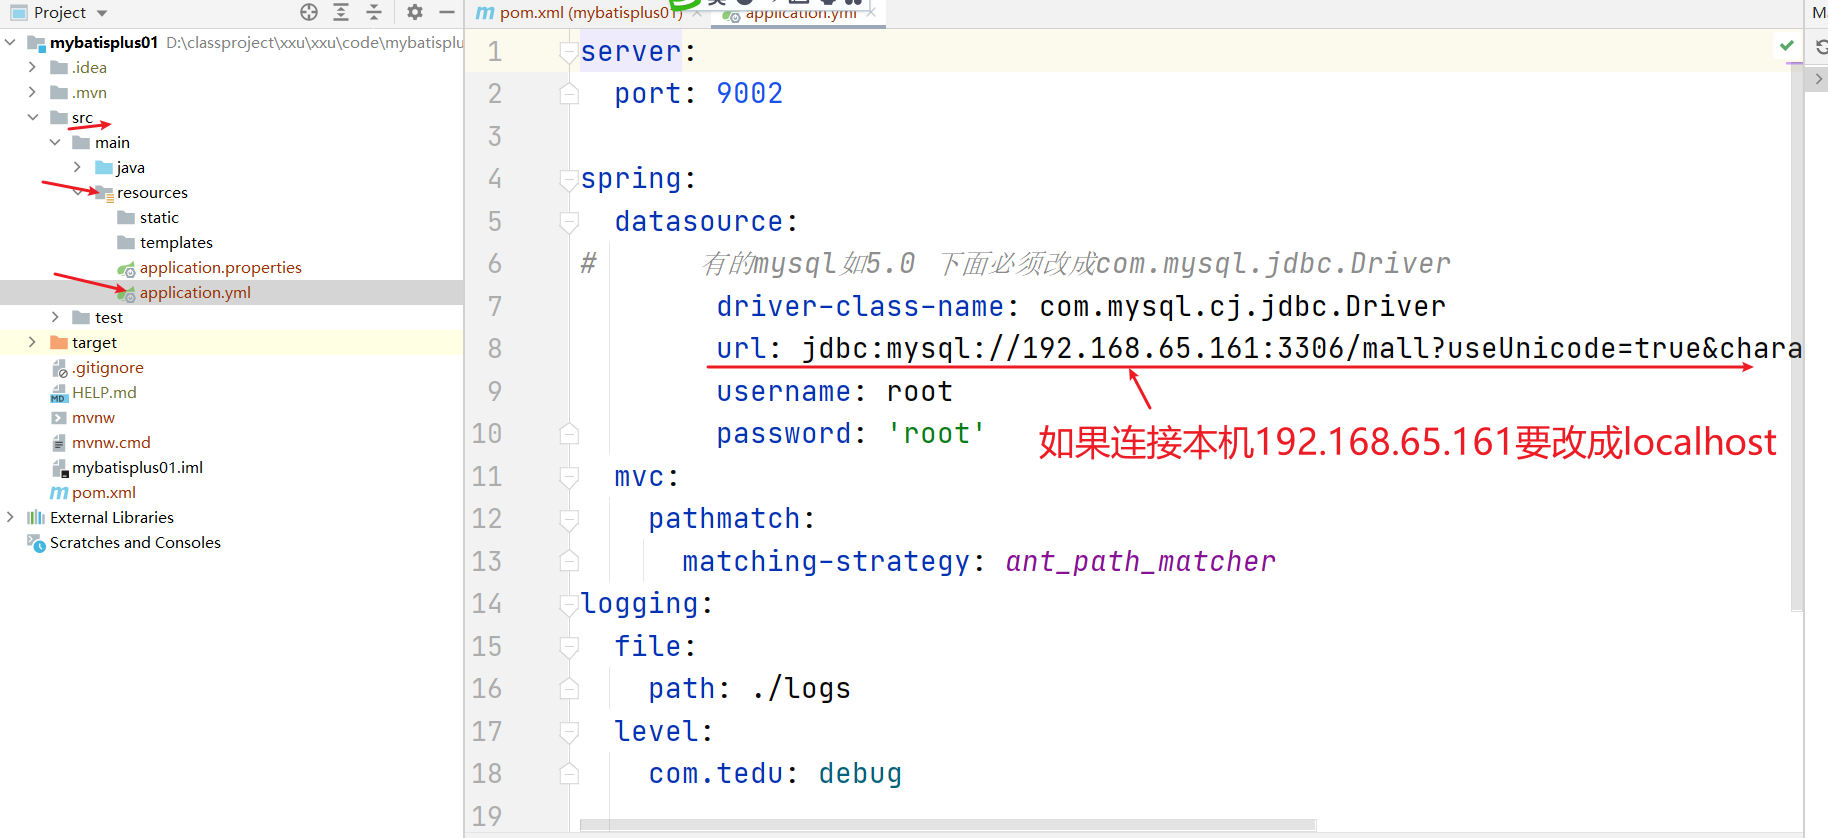 Project
pom.xml (mybatisplus01)
application.yml
mybatisplus01 D:\classproject\xxu\xxu\code\mybatisplu
.idea
.mvn
src
main
java
resources
static
templates
application.properties
application.yml
test
target
.gitignore
HELP.md
mvnw
mvnw.cmd
mybatisplus01.iml
pom.xml
External Libraries
Scratches and Consoles
1 server:
2 port: 9002
3
4 spring:
5 datasource:
6 # 有的mysql如5.0 下面必须改成com.mysql.jdbc.Driver
7 driver-class-name: com.mysql.cj.jdbc.Driver
8 url: jdbc:mysql://192.168.65.161:3306/mall?useUnicode=true&chara
9 username: root
10 password: 'root'
如果连接本机192.168.65.161要改成localhost
11 mvc:
12 pathmatch:
13 matching-strategy: ant_path_matcher
14 logging:
15 file:
16 path: ./logs
17 level:
18 com.tedu: debug
19